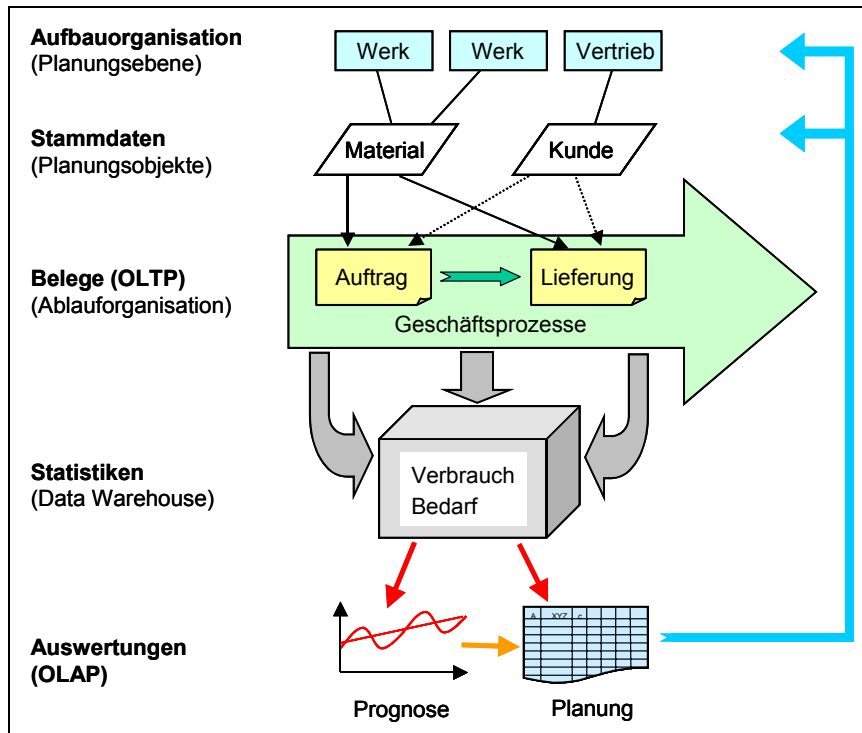 Aufbauorganisation
(Planungsebene)
Werk
Werk
Vertrieb
Stammdaten
(Planungsobjekte)
Material
Kunde
Belege (OLTP)
(Ablauforganisation)
Auftrag
Lieferung
Geschäftsprozesse
Statistiken
(Data Warehouse)
Verbrauch
Bedarf
Auswertungen
(OLAP)
A XYZ c
Prognose
Planung